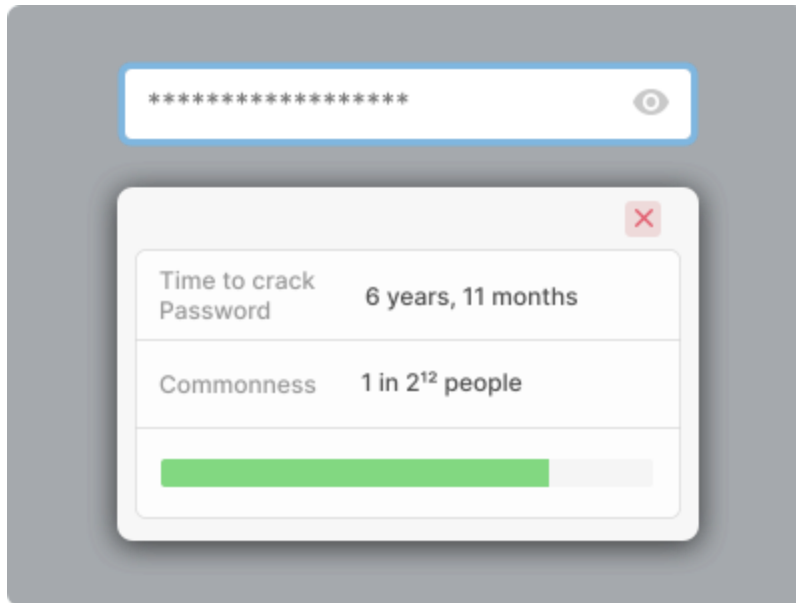 ******************
Time to crack
Password
6 years, 11 months
Commonness
1 in 2¹² people